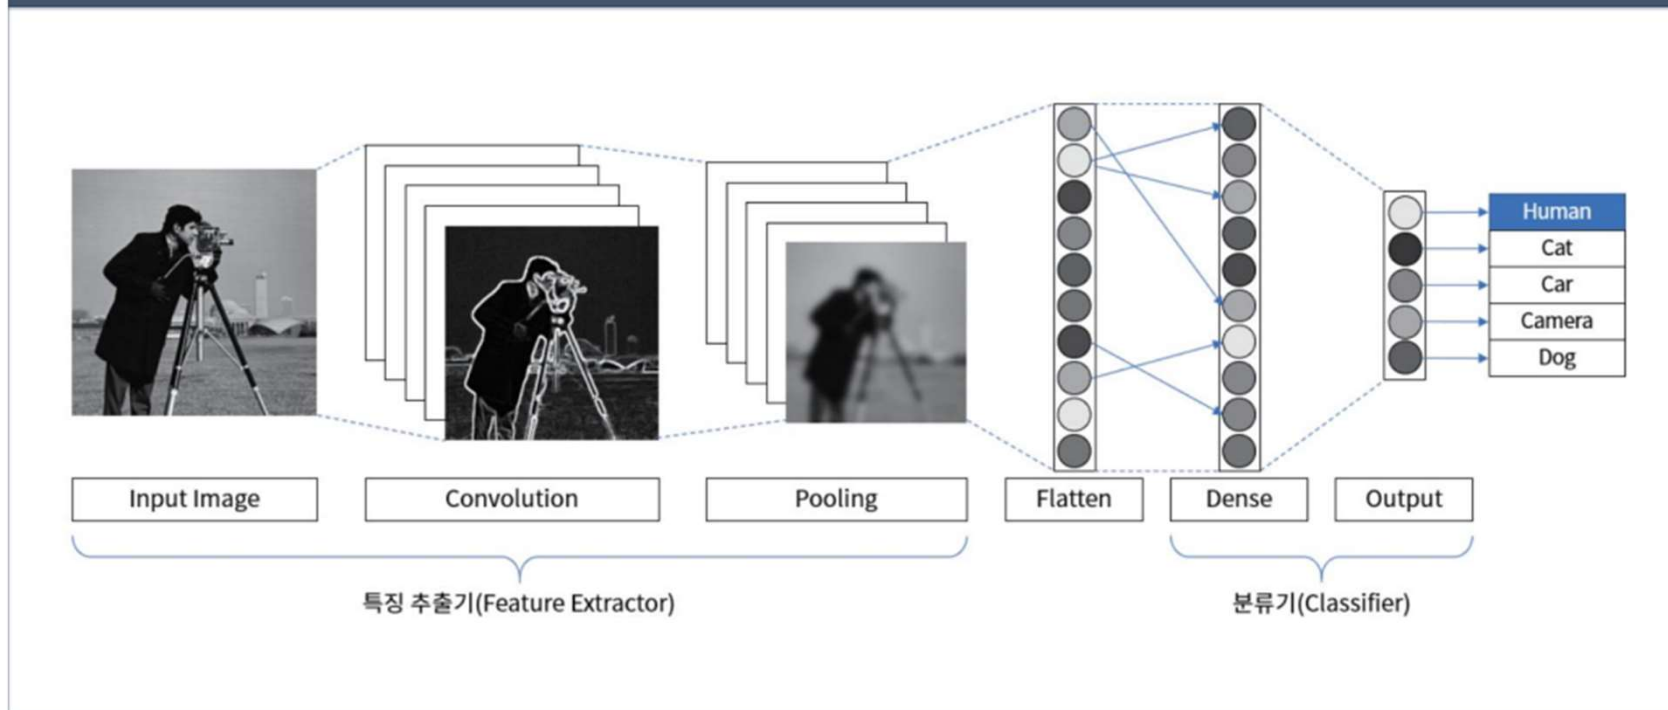 Human
Cat
Car
Camera
Dog
Input Image
Convolution
Pooling
Flatten
Dense
Output
특징 추출기(Feature Extractor)
분류기(Classifier)